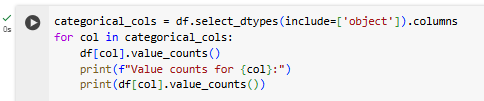 categorical_cols = df.select_dtypes(include=['object']).columns
for col in categorical_cols:
    df[col].value_counts()
    print(f"Value counts for {col}:")
    print(df[col].value_counts())
0s